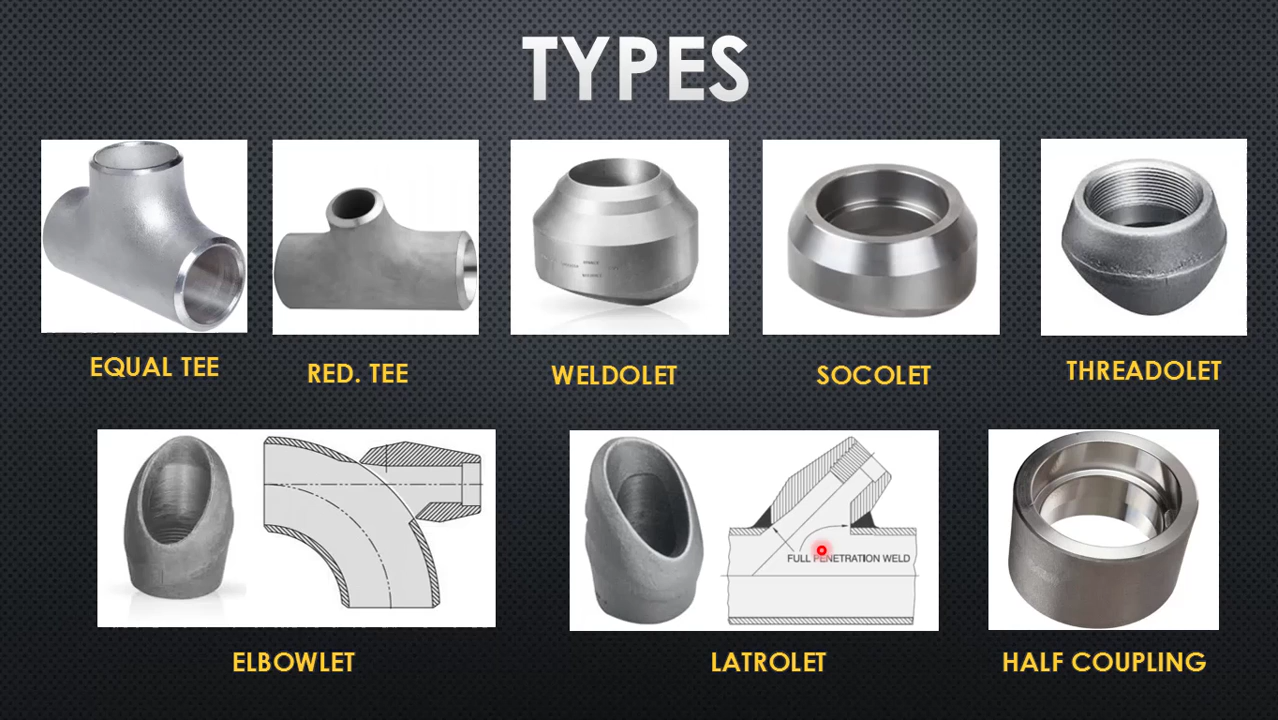 TYPES
EQUAL TEE
RED. TEE
WELDOLET
SOCOLET
THREADOLET
FULL PENETRATION WELD
ELBOWLET
LATROLET
HALF COUPLING